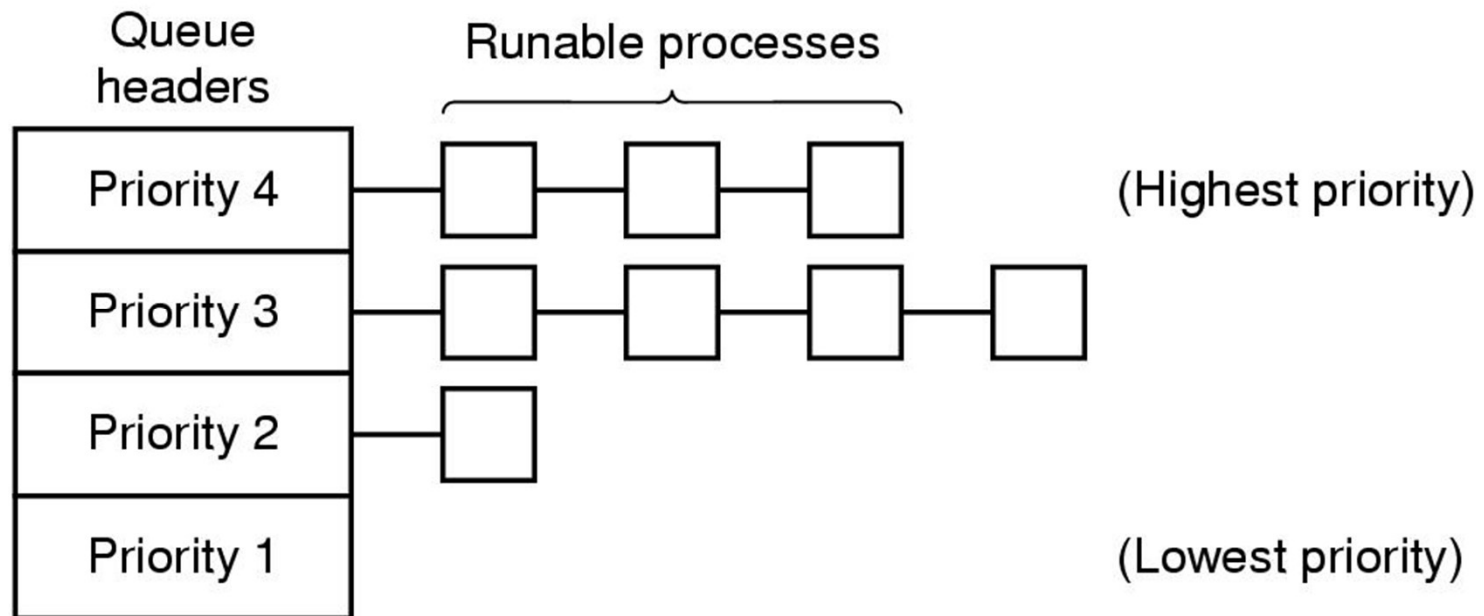 Queue
headers
Runable processes
Priority 4
(Highest priority)
Priority 3
Priority 2
Priority 1
(Lowest priority)